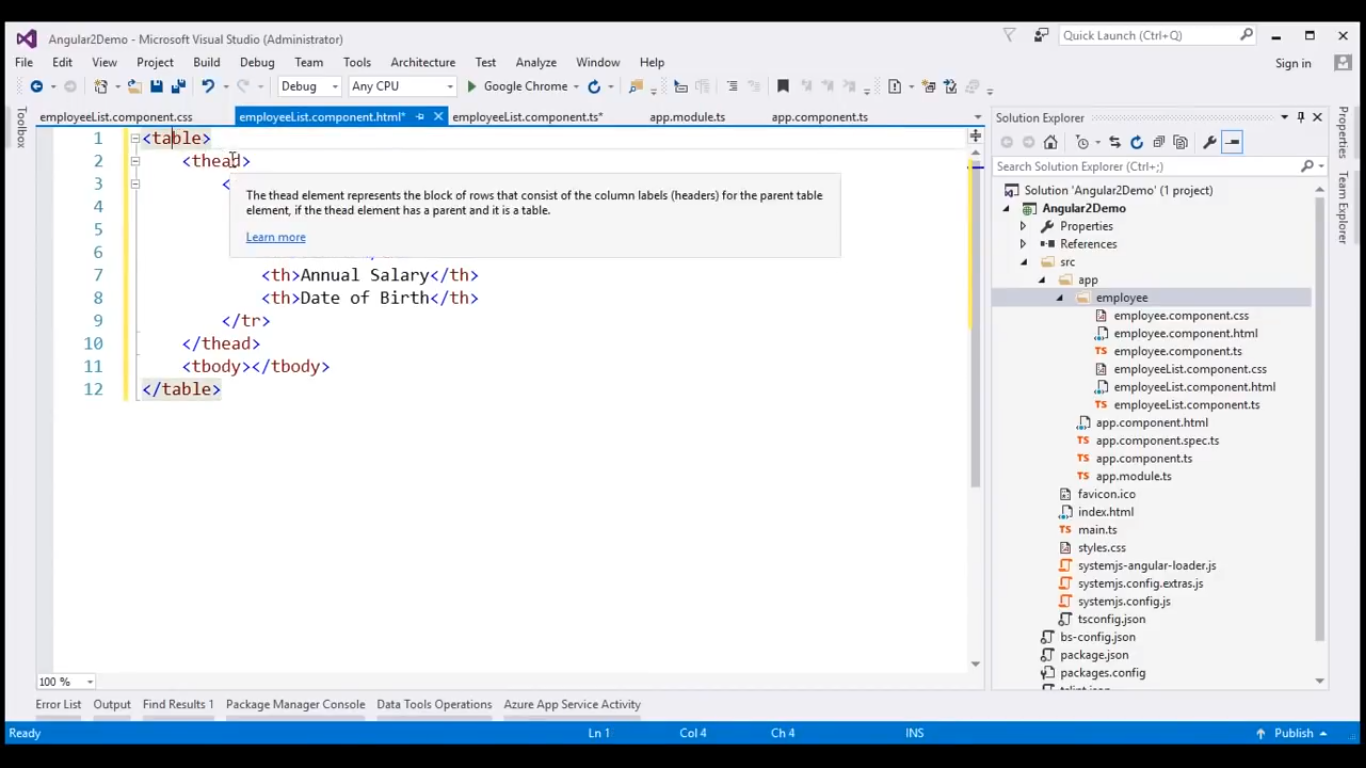 Angular2Demo - Microsoft Visual Studio (Administrator)
Quick Launch (Ctrl+Q)
File Edit View Project Build Debug Team Tools Architecture Test Analyze Window Help
Sign in
Debug Any CPU Google Chrome
Toolbox
employeeList.component.css employeeList.component.html* employeeList.component.ts* app.module.ts app.component.ts
1 <table>
2 <thead>
3 <
4
5
6
7 <th>Annual Salary</th>
8 <th>Date of Birth</th>
9 </tr>
10 </thead>
11 <tbody></tbody>
12 </table>
The thead element represents the block of rows that consist of the column labels (headers) for the parent table
element, if the thead element has a parent and it is a table.
Learn more
100 %
Solution Explorer
Search Solution Explorer (Ctrl+;)
Solution 'Angular2Demo' (1 project)
Angular2Demo
Properties
References
src
app
employee
employee.component.css
employee.component.html
TS employee.component.ts
employeeList.component.css
employeeList.component.html
TS employeeList.component.ts
app.component.html
TS app.component.spec.ts
TS app.component.ts
TS app.module.ts
favicon.ico
index.html
TS main.ts
styles.css
systemjs-angular-loader.js
systemjs.config.extras.js
systemjs.config.js
tsconfig.json
bs-config.json
package.json
packages.config
Properties
Team Explorer
Error List Output Find Results 1 Package Manager Console Data Tools Operations Azure App Service Activity
Ready Ln 1 Col 4 Ch 4 INS Publish